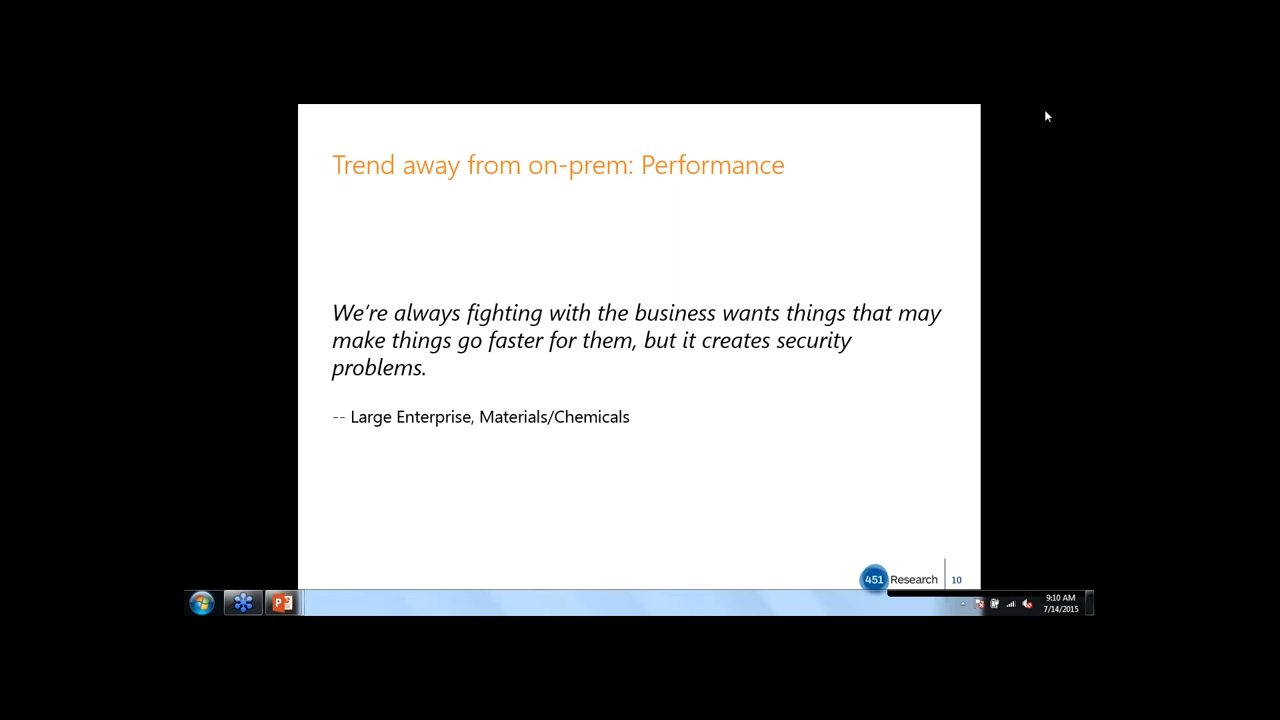 Trend away from on-prem: Performance
We're always fighting with the business wants things that may
make things go faster for them, but it creates security
problems.
-- Large Enterprise, Materials/Chemicals
451 Research 10
9:10 AM
7/14/2015